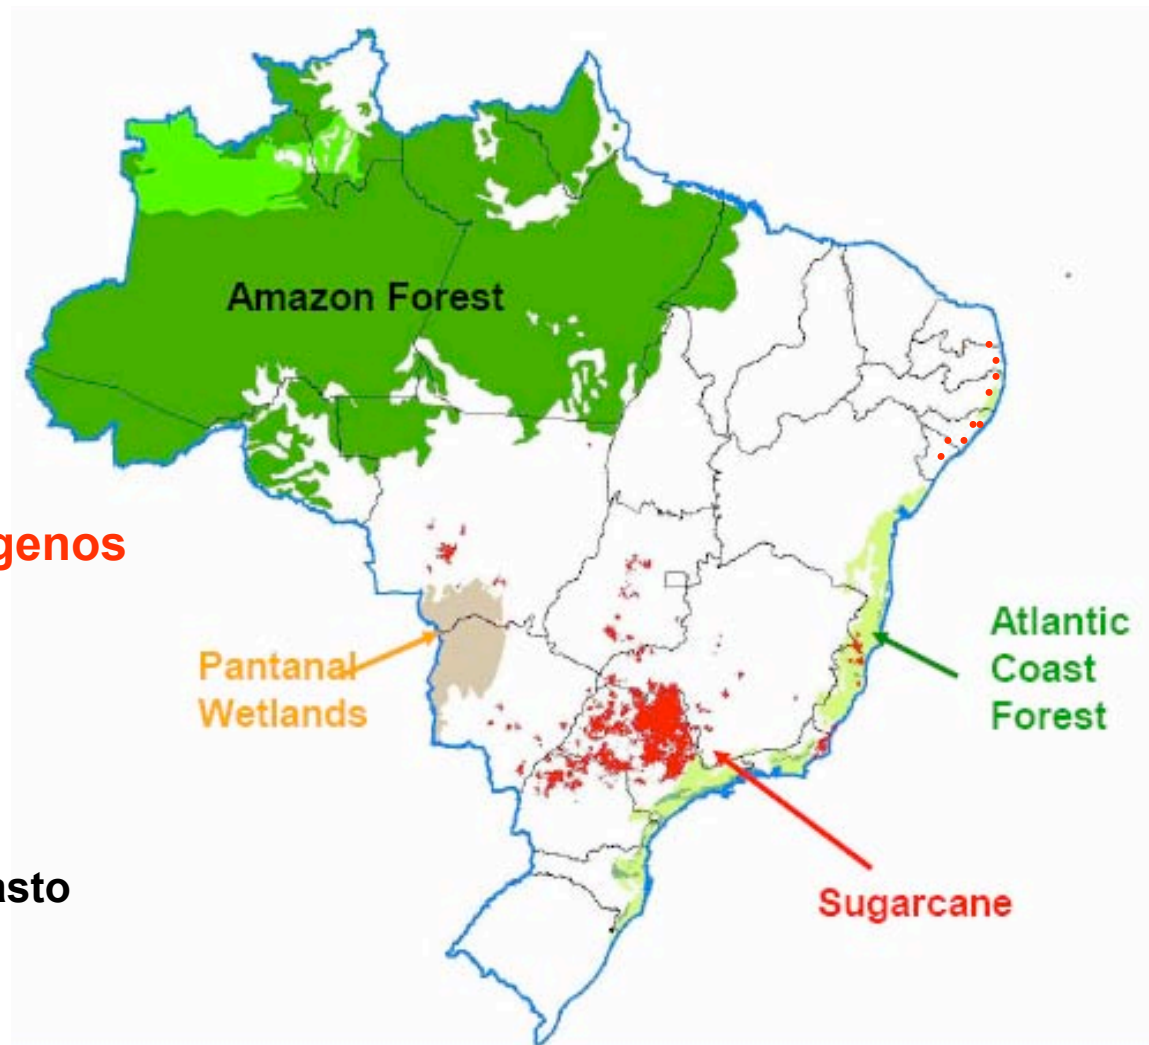 Amazon Forest
genos
Pantanal
Wetlands
Atlantic
Coast
Forest
asto
Sugarcane